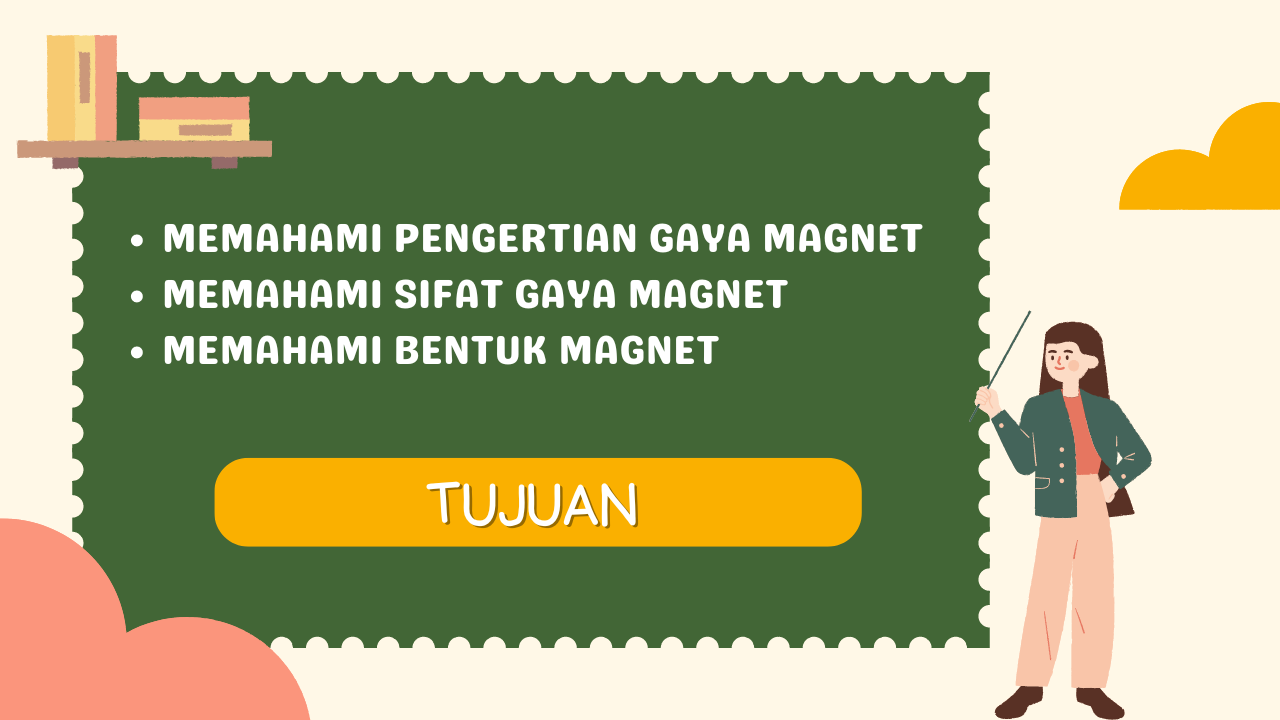 • MEMAHAMI PENGERTIAN GAYA MAGNET
• MEMAHAMI SIFAT GAYA MAGNET
• MEMAHAMI BENTUK MAGNET
TUJUAN